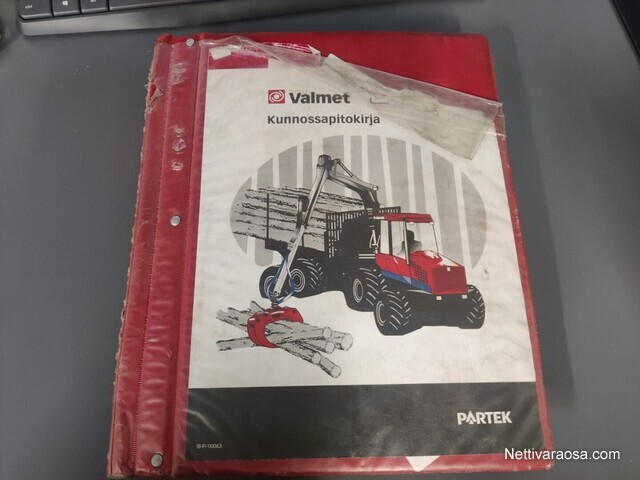 Valmet
Kunnossapitokirja
PARTEK
Nettivaraosa.com